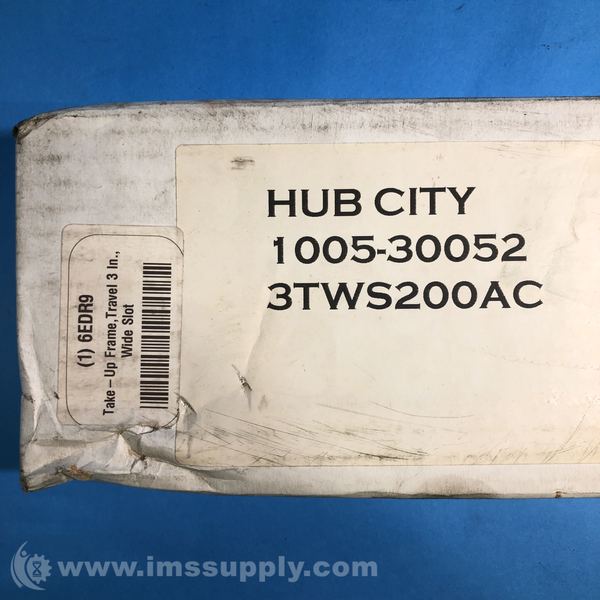 HUB CITY
1005-30052
3TWS200AC
(1) 6EDR9
Take-Up Frame,Travel 3 In.,
Wide Slot
www.imssupply.com